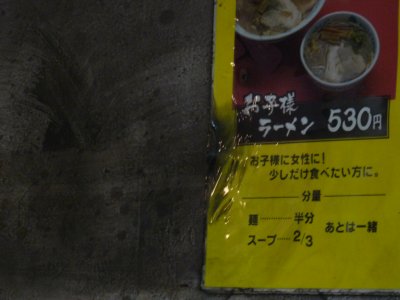 お子様
ラーメン 530円
お子様に女性に!
少しだけ食べたい方に。
分量
麺…………半分
スープ……2/3
あとは一緒